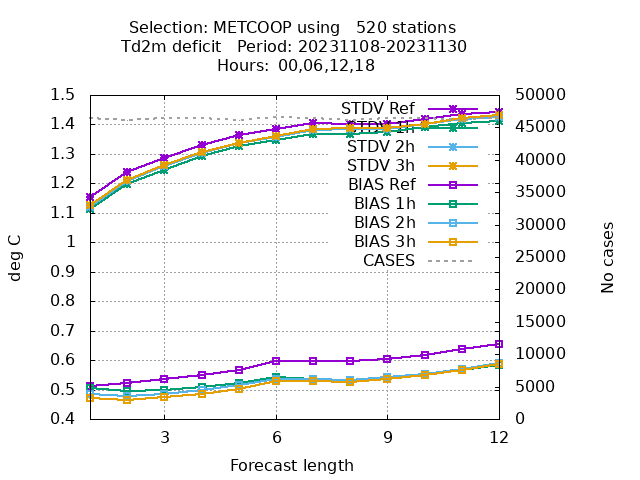 Selection: METCOOP using   520 stations
Td2m deficit   Period: 20231108-20231130
Hours: 00,06,12,18
1.5
1.4
1.3
1.2
1.1
1
0.9
0.8
0.7
0.6
0.5
0.4
deg C
50000
45000
40000
35000
30000
25000
20000
15000
10000
5000
0
No cases
STDV Ref
STDV 2h
STDV 3h
BIAS Ref
BIAS 1h
BIAS 2h
BIAS 3h
CASES
3
6
9
12
Forecast length